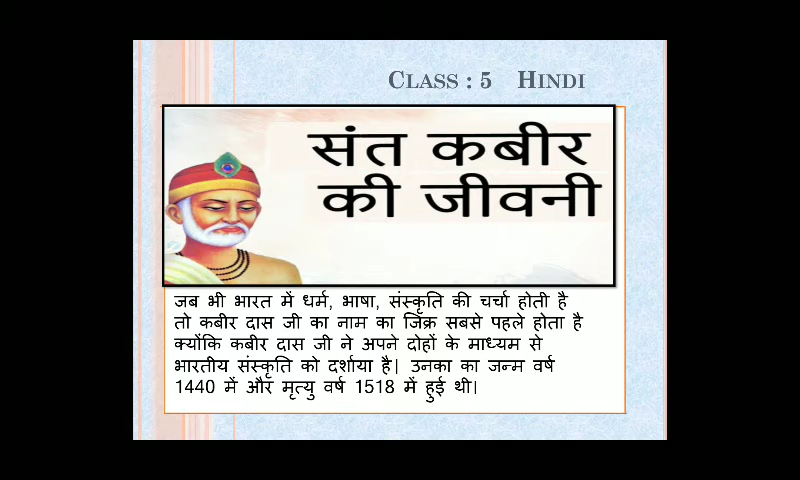 CLASS : 5 HINDI
संत कबीर
की जीवनी
जब भी भारत में धर्म, भाषा, संस्कृति की चर्चा होती है
तो कबीर दास जी का नाम का जिक्र सबसे पहले होता है
क्योंकि कबीर दास जी ने अपने दोहों के माध्यम से
भारतीय संस्कृति को दर्शाया है| उनका का जन्म वर्ष
1440 में और मृत्यु वर्ष 1518 में हुई थी।